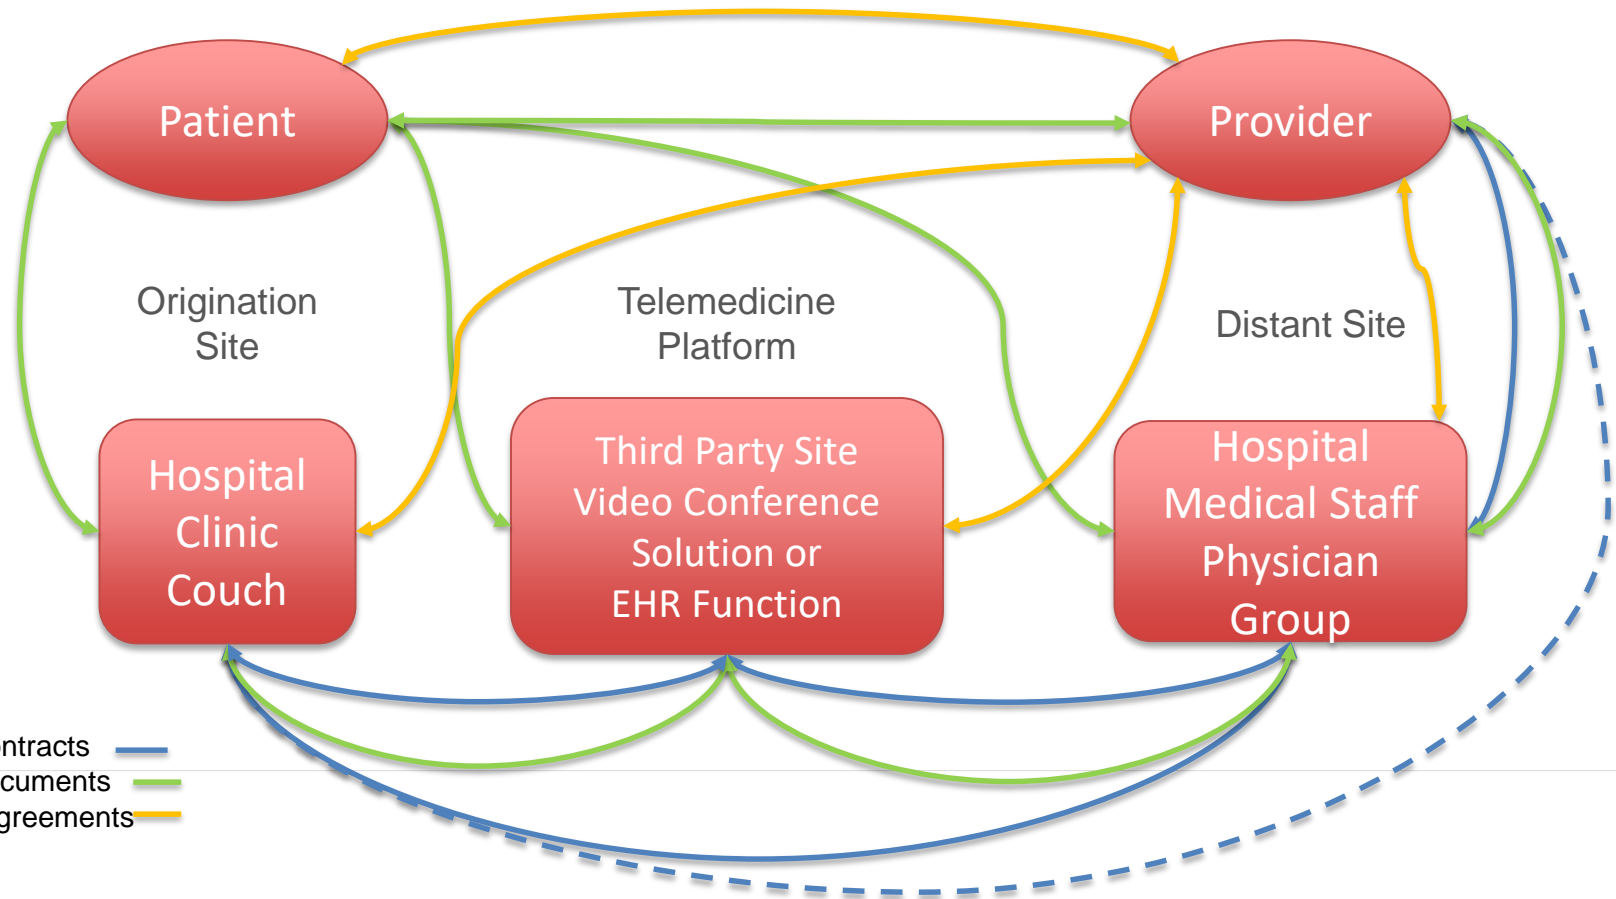 Patient
Provider
Origination
Site
Telemedicine
Platform
Distant Site
Hospital
Clinic
Couch
Third Party Site
Video Conference
Solution or
EHR Function
Hospital
Medical Staff
Physician
Group
ntracts
cuments
greements